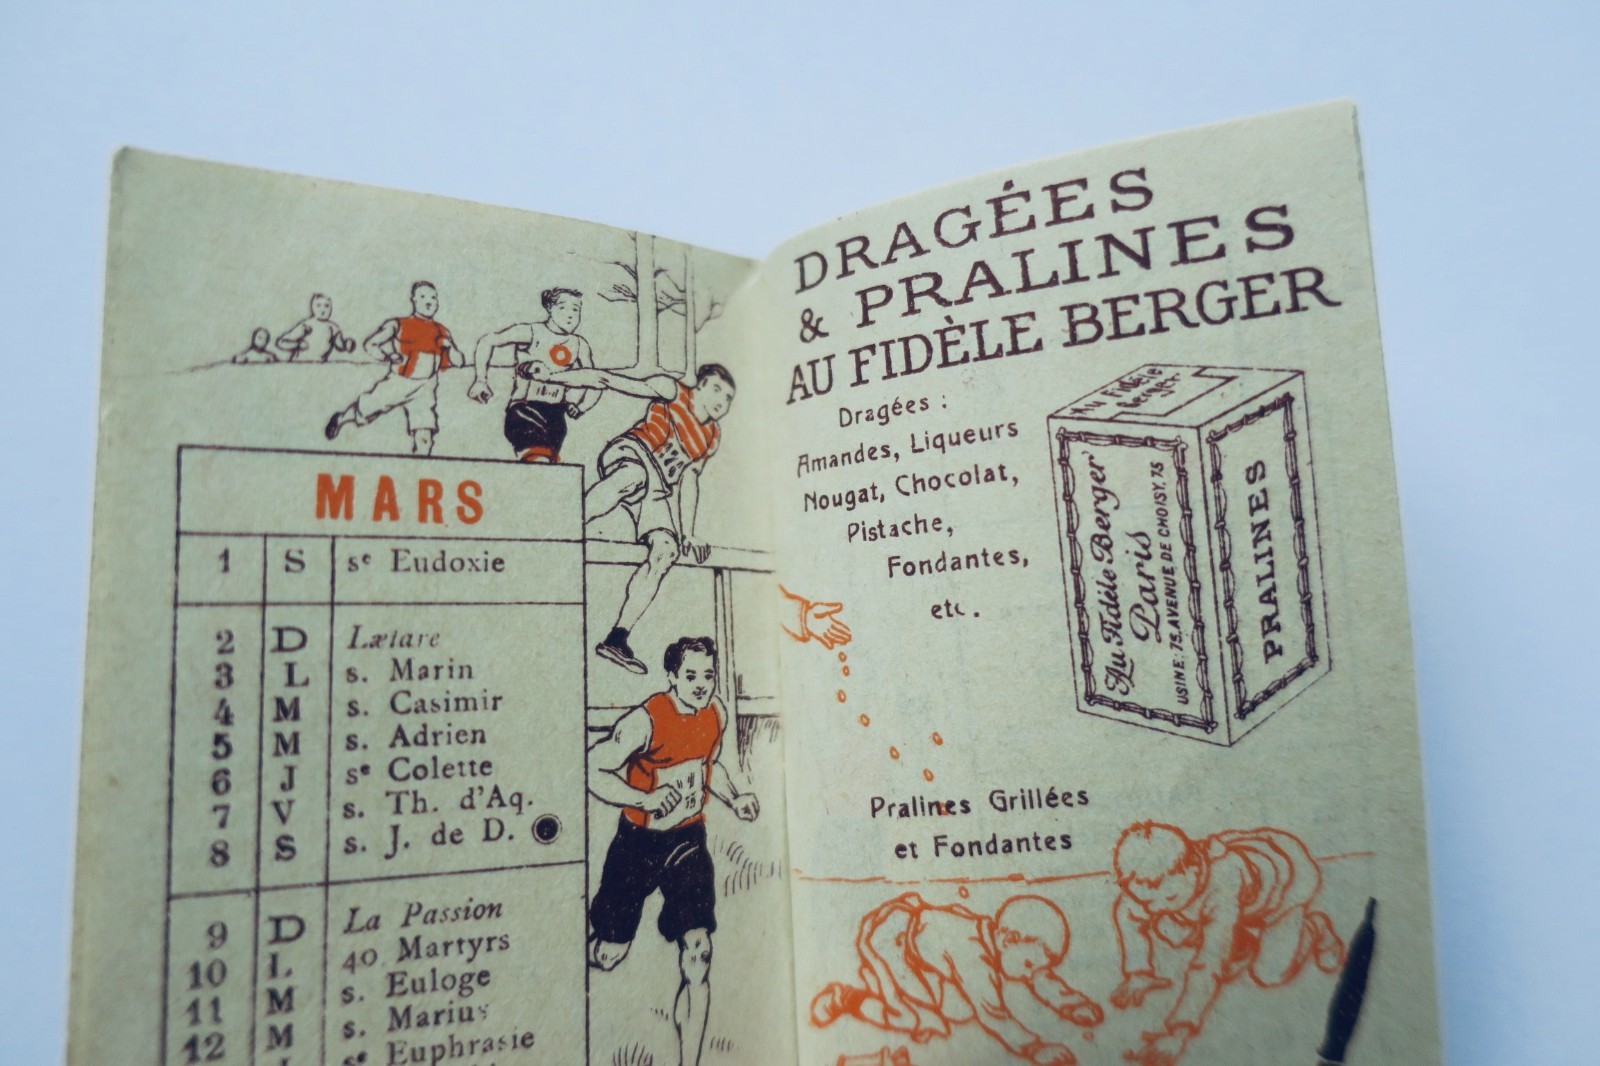 MARS
1 S sᵉ Eudoxie
2 D Lætare
3 L s. Marin
4 M s. Casimir
5 M s. Adrien
6 J sᵉ Colette
7 V s. Th. d'Aq.
8 S s. J. de D.
9 D La Passion
10 L 40 Martyrs
11 M s. Euloge
12 M s. Marius
sᵉ Euphrasie
DRAGÉES
& PRALINES
AU FIDÈLE BERGER
Dragées :
Amandes, Liqueurs
Nougat, Chocolat,
Pistache,
Fondantes,
etc.
Au Fidèle
Berger
Au Fidèle Berger
Paris
USINE: 75, AVENUE DE CHOISY, 75
PRALINES
Pralines Grillées
et Fondantes